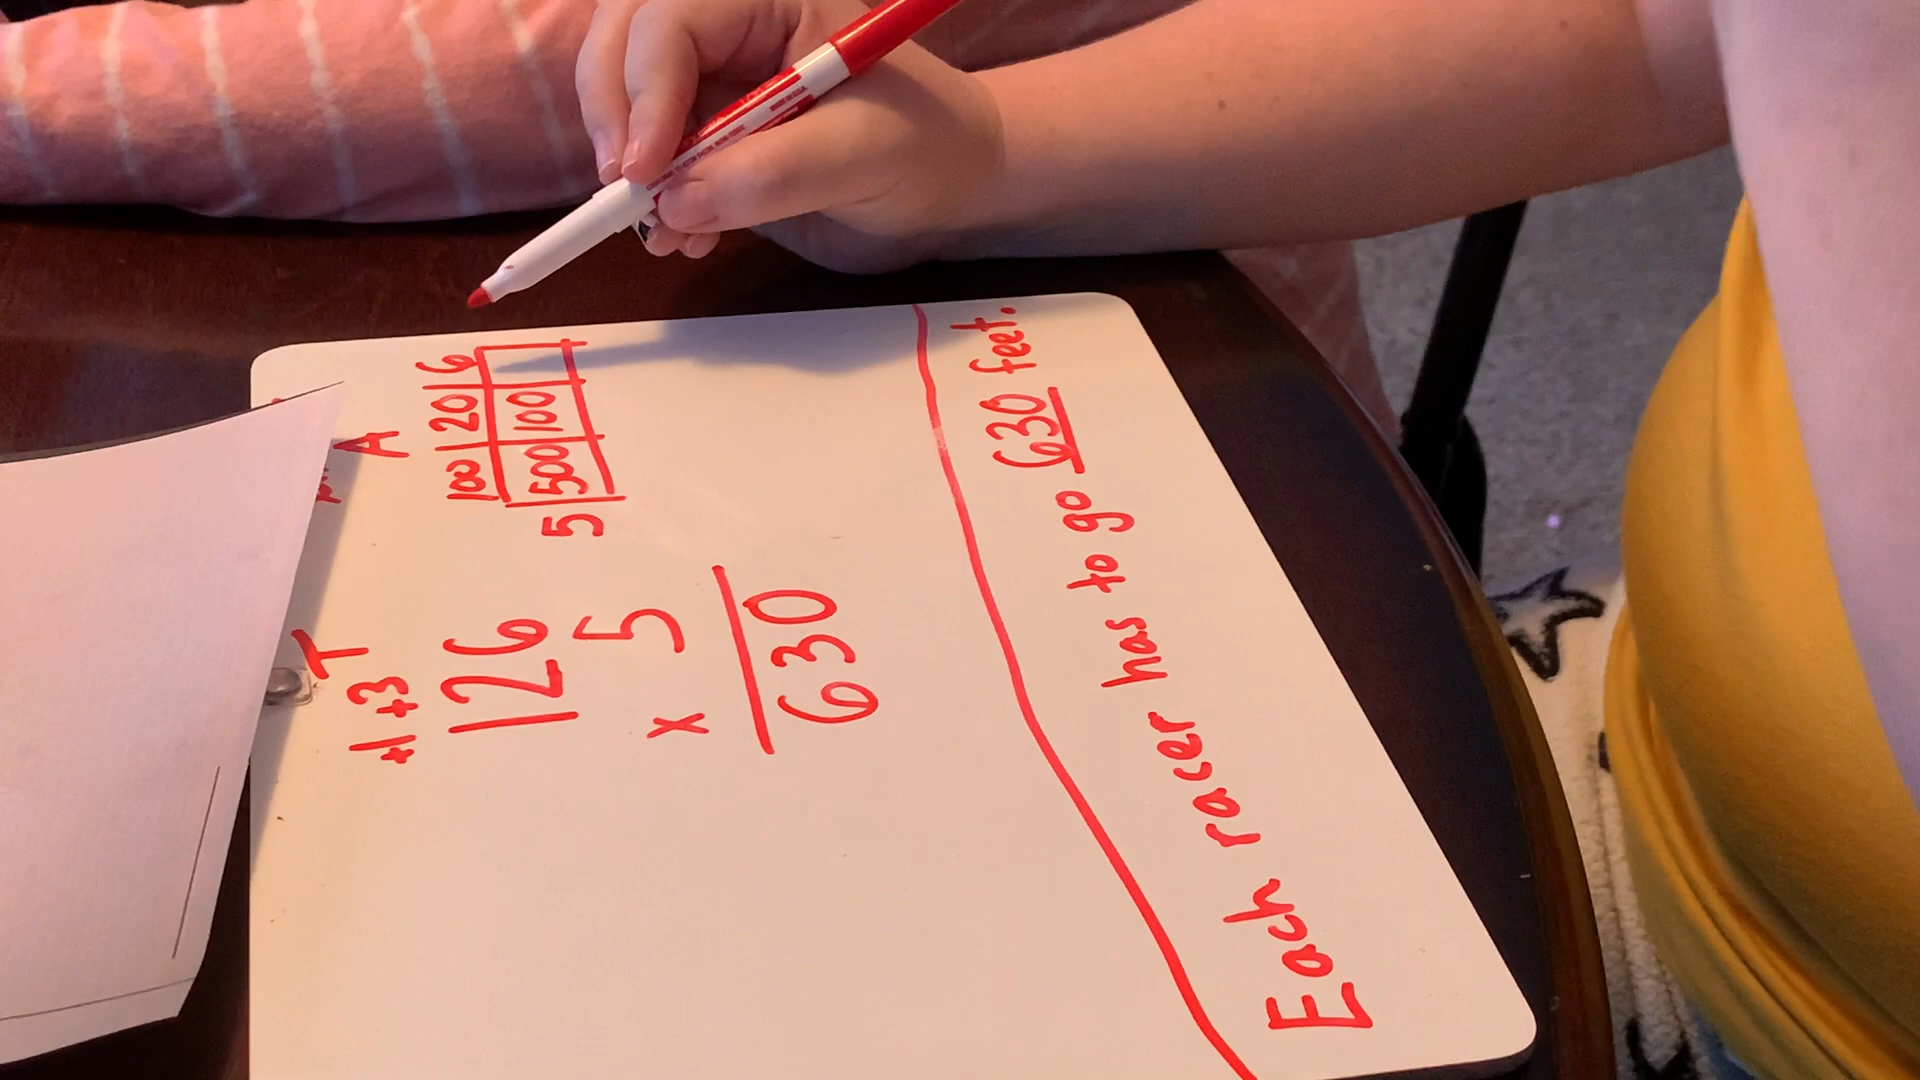 T A
+1 +3
126
x 5
630
100 20 6
5 500 100
Each racer has to go 630 feet.